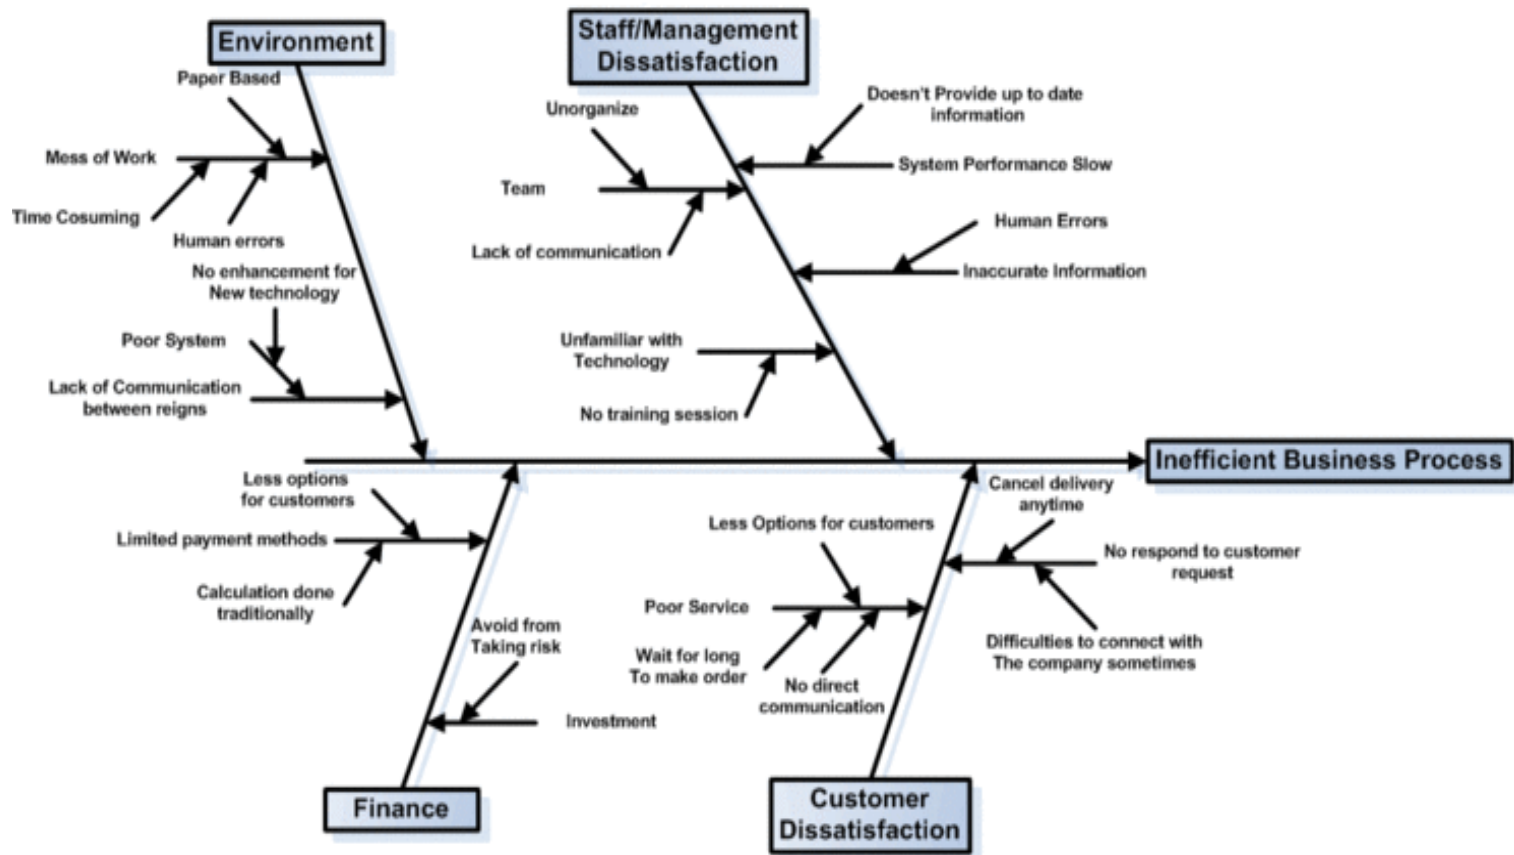 Environment
Paper Based
Mess of Work
Time Cosuming
Human errors
No enhancement for
New technology
Poor System
Lack of Communication
between reigns
Staff/Management
Dissatisfaction
Unorganize
Doesn't Provide up to date
information
System Performance Slow
Team
Lack of communication
Human Errors
Inaccurate Information
Unfamiliar with
Technology
No training session
Inefficient Business Process
Less options
for customers
Limited payment methods
Calculation done
traditionally
Avoid from
Taking risk
Investment
Finance
Cancel delivery
anytime
Less Options for customers
No respond to customer
request
Poor Service
Wait for long
To make order
No direct
communication
Difficulties to connect with
The company sometimes
Customer
Dissatisfaction